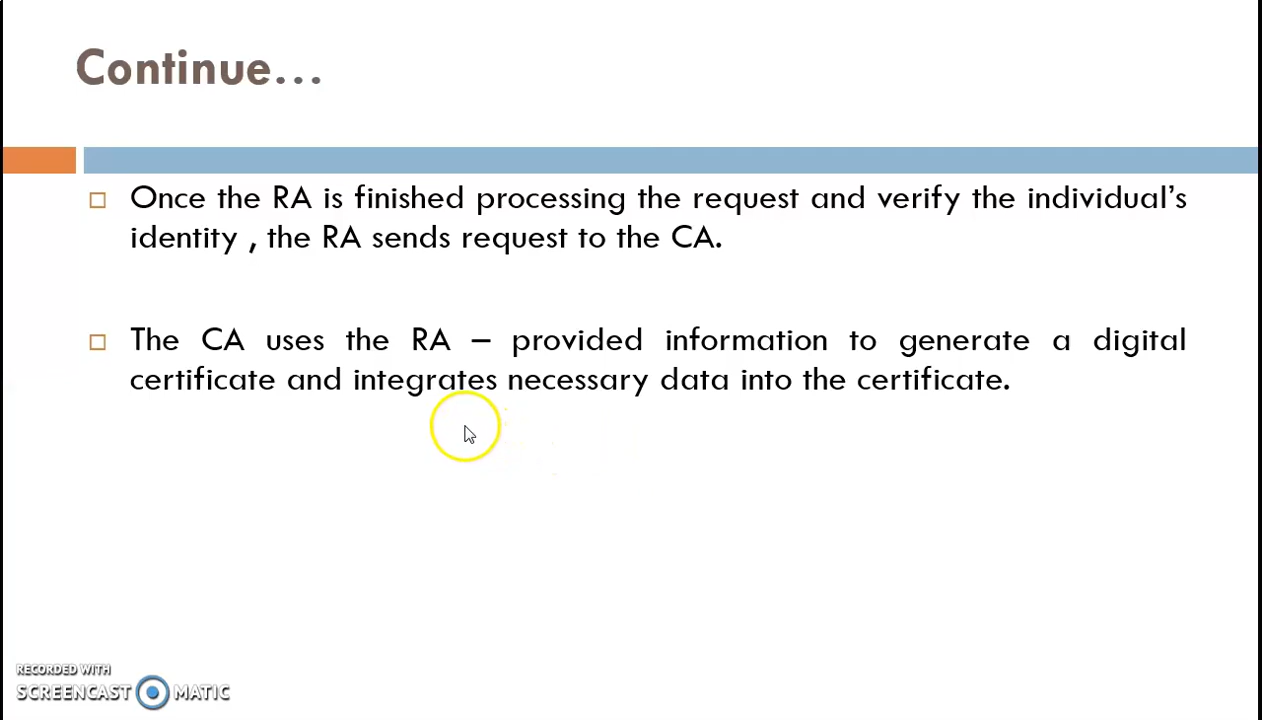 Continue...
Once the RA is finished processing the request and verify the individual's
identity , the RA sends request to the CA.
The CA uses the RA – provided information to generate a digital
certificate and integrates necessary data into the certificate.
RECORDED WITH
SCREENCAST MATIC